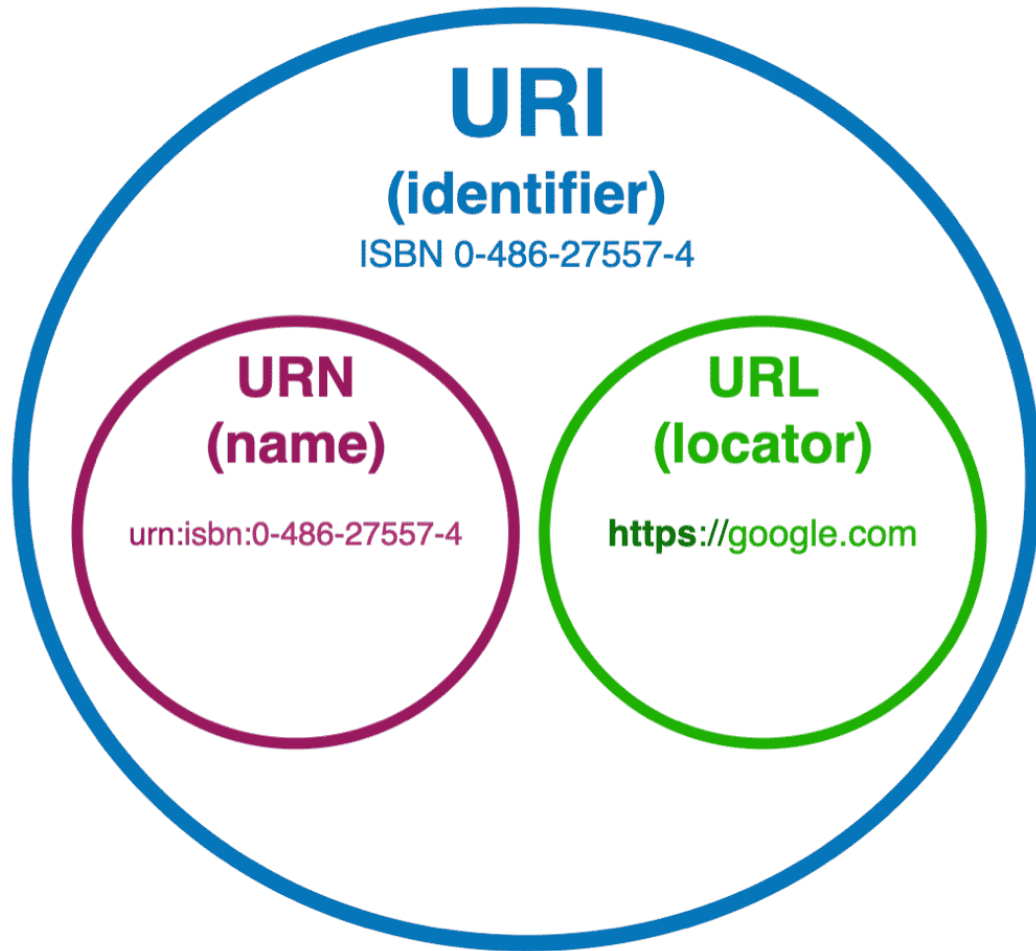 URI
(identifier)
ISBN 0-486-27557-4
URN
(name)
urn:isbn:0-486-27557-4
URL
(locator)
https://google.com